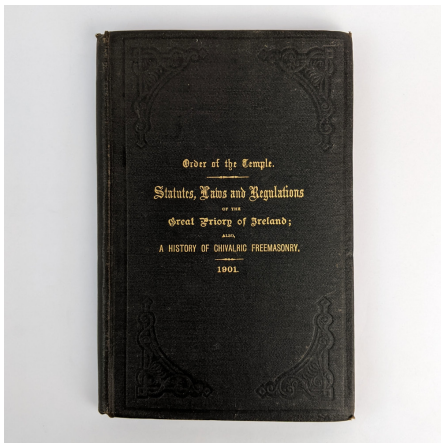 Order of the Temple.
Statutes, Laws and Regulations
OF THE
Great Priory of Ireland;
ALSO,
A HISTORY OF CHIVALRIC FREEMASONRY,
1901.